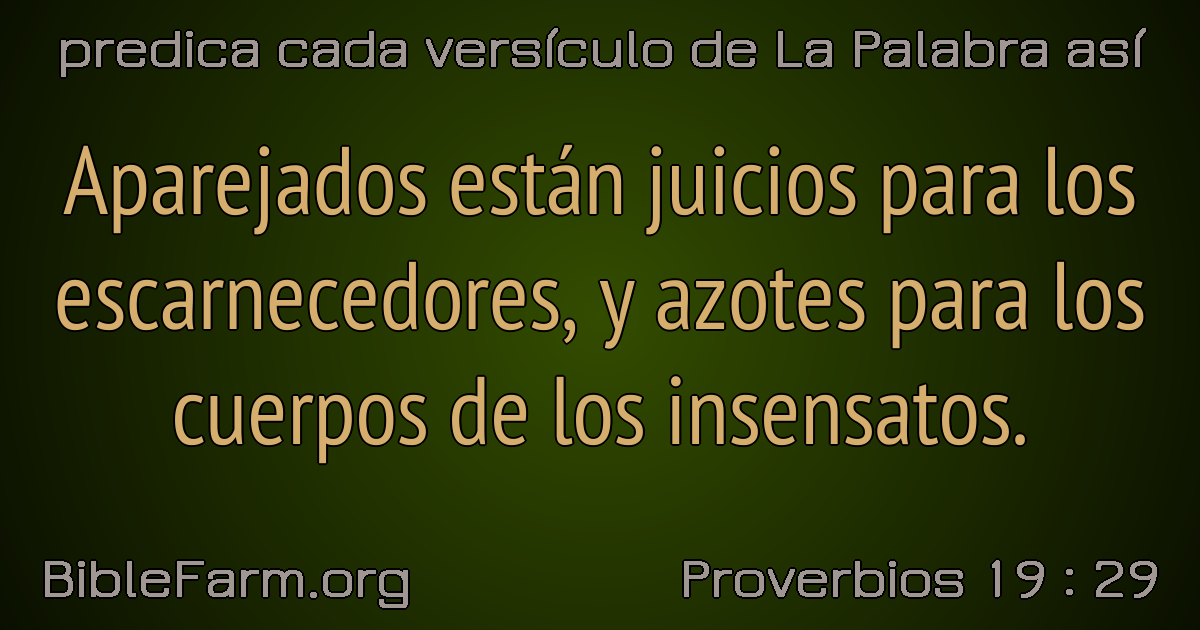 predica cada versículo de La Palabra así
Aparejados están juicios para los
escarnecedores, y azotes para los
cuerpos de los insensatos.
BibleFarm.org
Proverbios 19 : 29